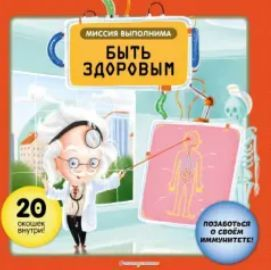 МИССИЯ ВЫПОЛНИМА
БЫТЬ
ЗДОРОВЫМ
20
ОКОШЕК
ВНУТРИ!
ПОЗАБОТЬСЯ
О СВОЁМ
ИММУНИТЕТЕ!